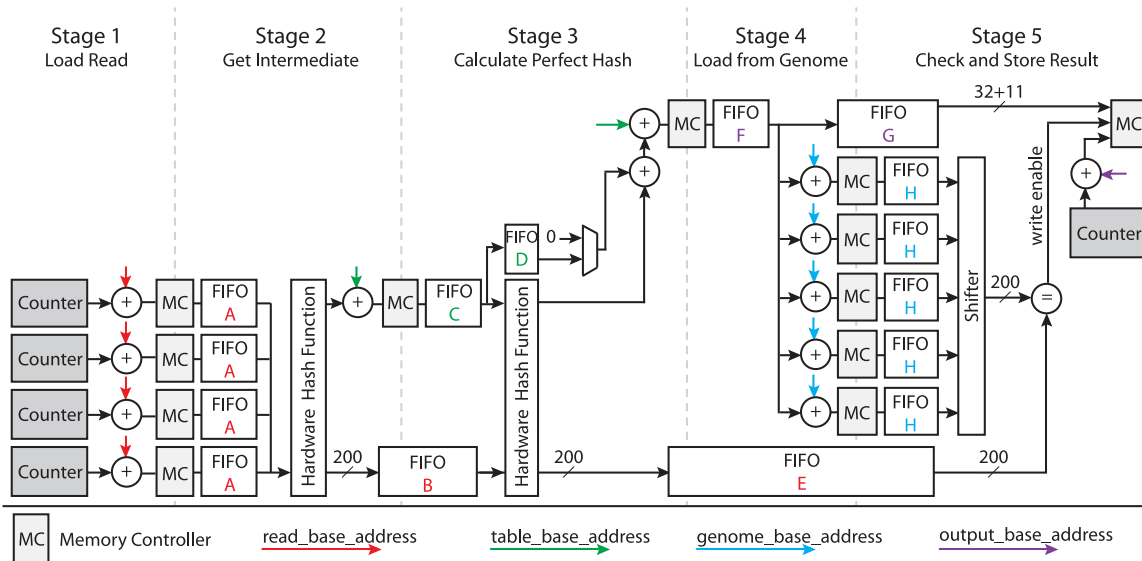 Stage 1
Load Read
Stage 2
Get Intermediate
Stage 3
Calculate Perfect Hash
Stage 4
Load from Genome
Stage 5
Check and Store Result
32+11
+
MC
FIFO
F
FIFO
G
MC
+
write enable
+
MC
FIFO
H
+
Counter
FIFO
D
0
+
MC
FIFO
H
Counter
+
MC
FIFO
A
Hardware Hash Function
+
MC
FIFO
C
Hardware Hash Function
+
MC
FIFO
H
Shifter
200
=
Counter
+
MC
FIFO
A
+
MC
FIFO
H
Counter
+
MC
FIFO
A
+
MC
FIFO
H
Counter
+
MC
FIFO
A
200
FIFO
B
200
FIFO
E
200
MC
Memory Controller
read_base_address
table_base_address
genome_base_address
output_base_address